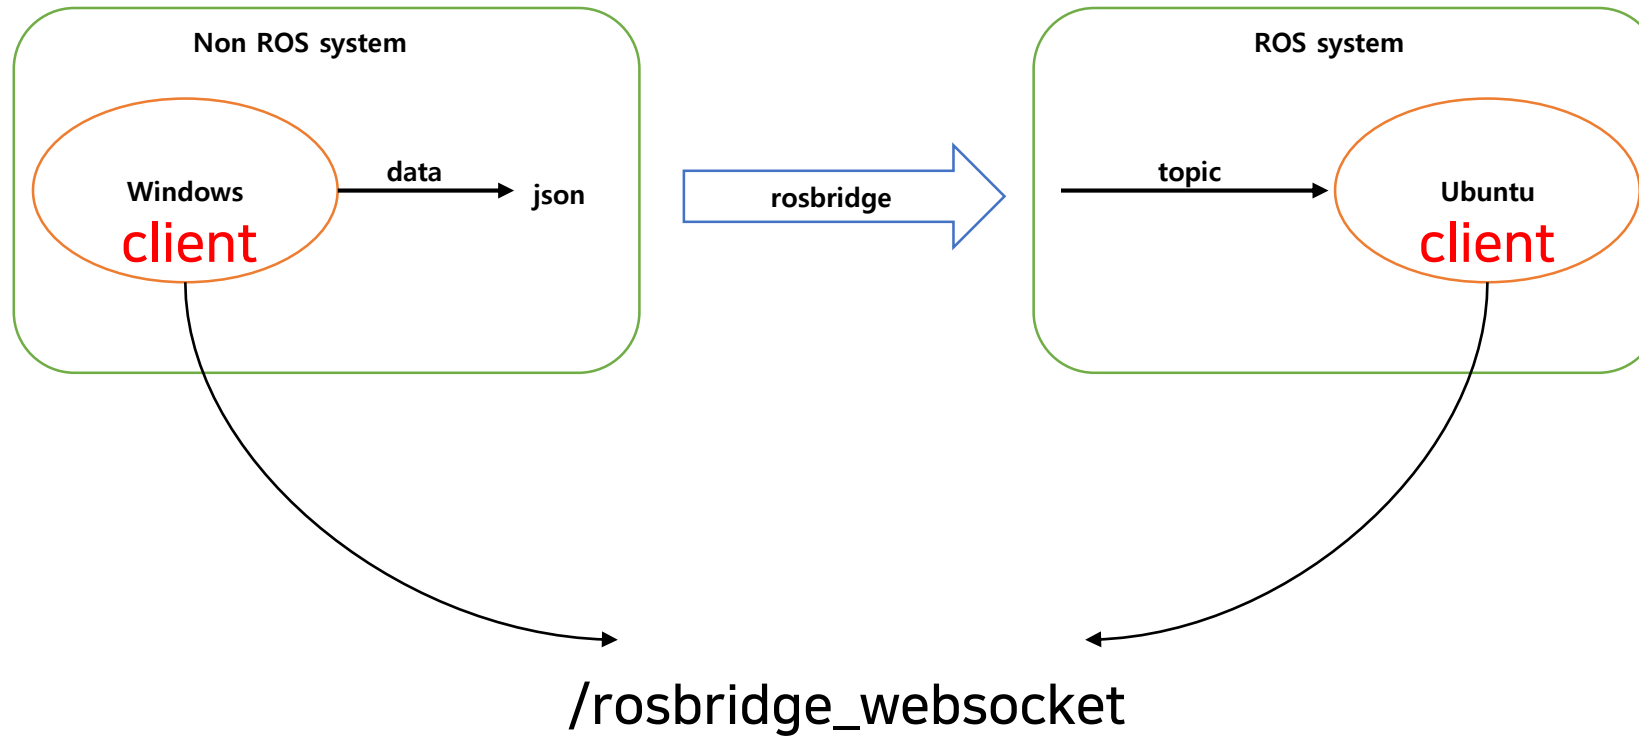 Non ROS system
Windows
client
data
json
rosbridge
ROS system
topic
Ubuntu
client
/rosbridge_websocket